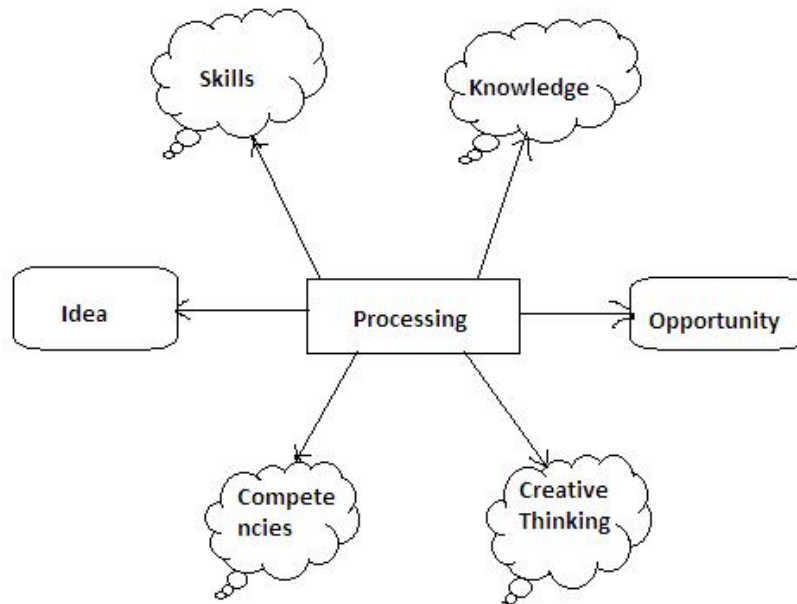 Skills
Knowledge
Idea
Processing
Opportunity
Compete
ncies
Creative
Thinking